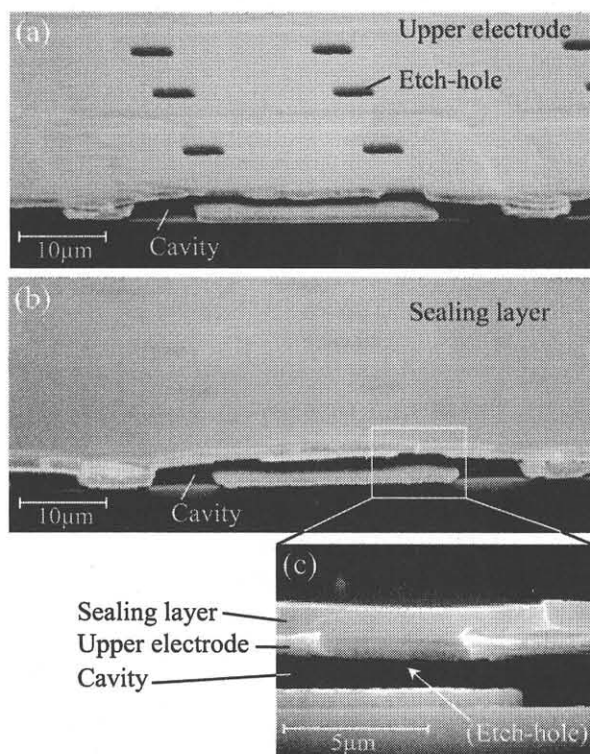 (a)
Upper electrode
Etch-hole
Cavity
10μm
(b)
Sealing layer
Cavity
10μm
(c)
Sealing layer
Upper electrode
Cavity
(Etch-hole)
5μm